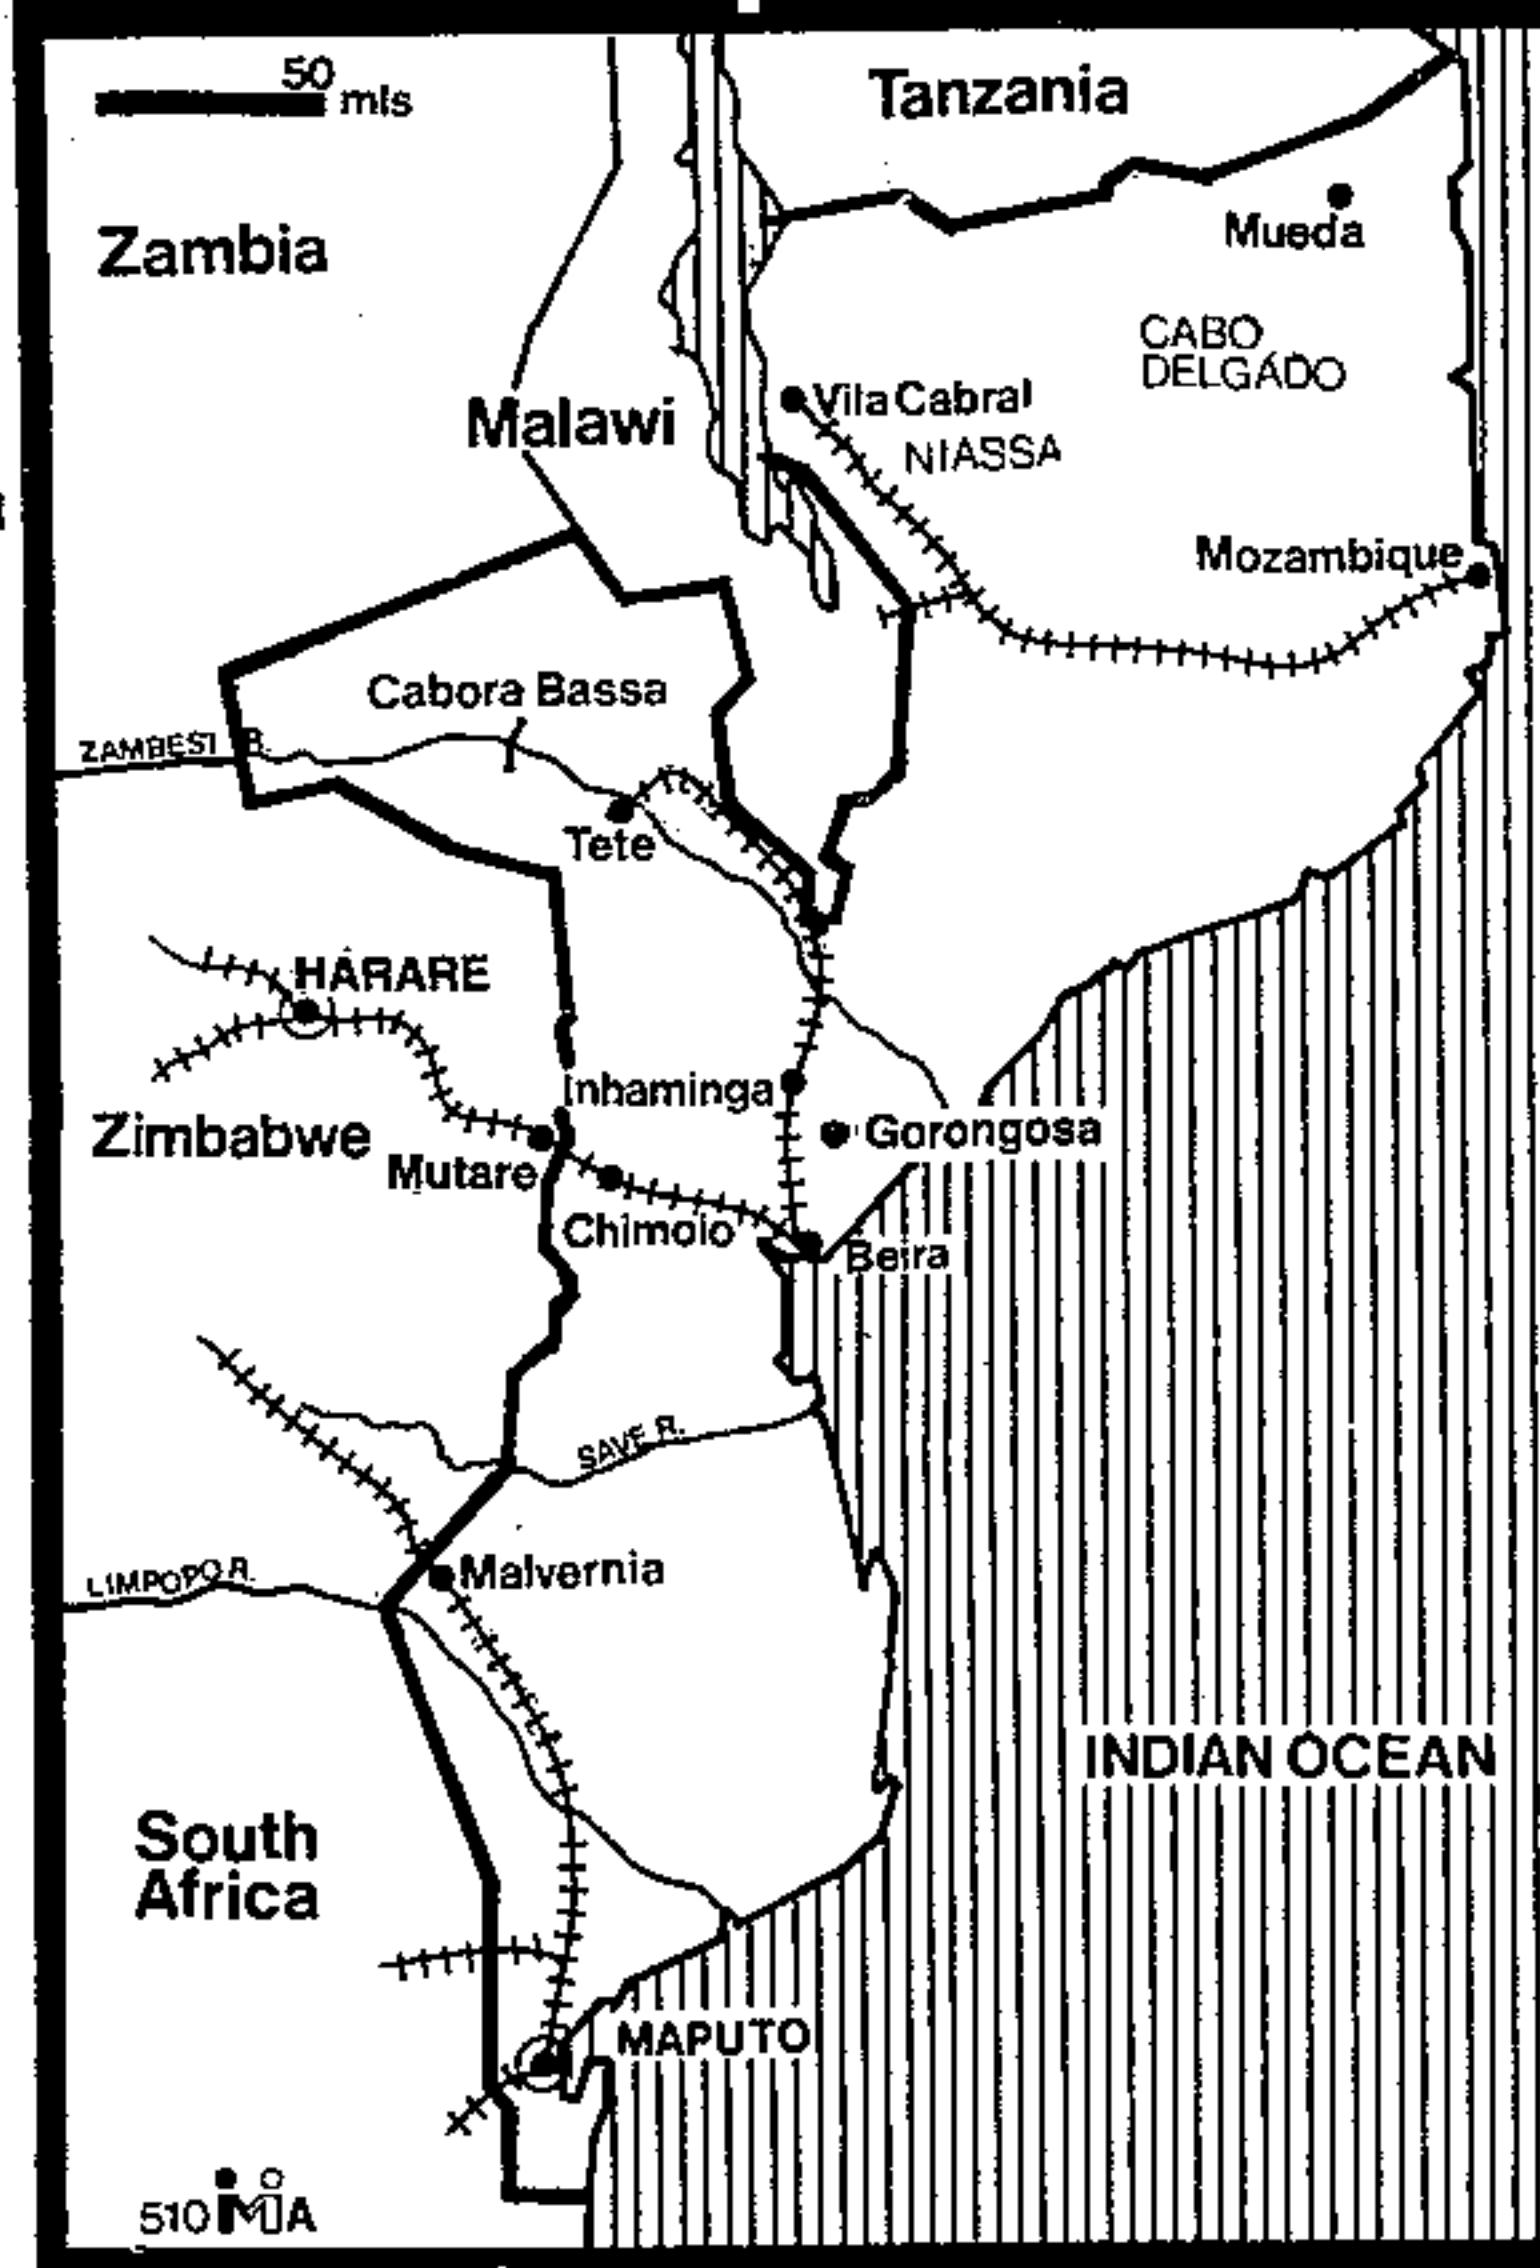 50
mls
Tanzania
Zambia
Mueda
CABO
DELGADO
Vila Cabral
Malawi
NIASSA
Mozambique
Cabora Bassa
ZAMBESI R.
Tete
HARARE
Inhaminga
Zimbabwe
Gorongosa
Mutare
Chimoio
Beira
SAVE R.
Malvernia
LIMPOPO R.
INDIAN OCEAN
South
Africa
MAPUTO
510 iMA